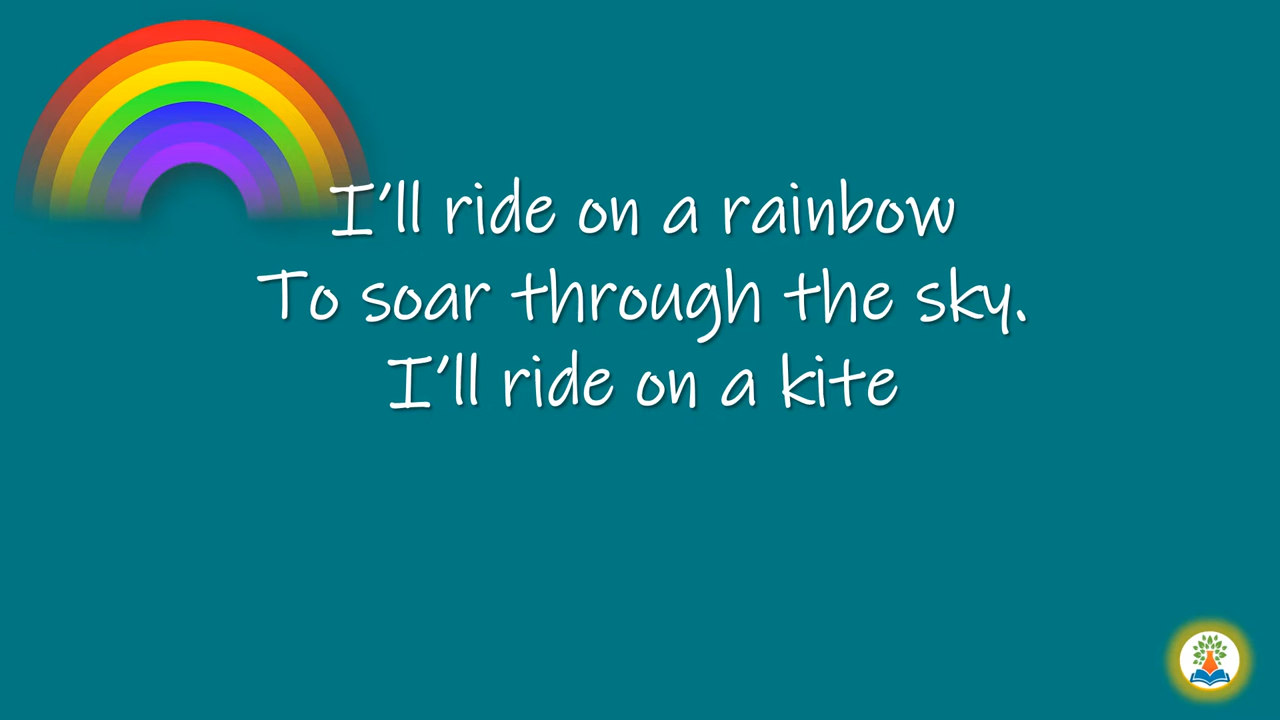 I'll ride on a rainbow
To soar through the sky.
I'll ride on a kite